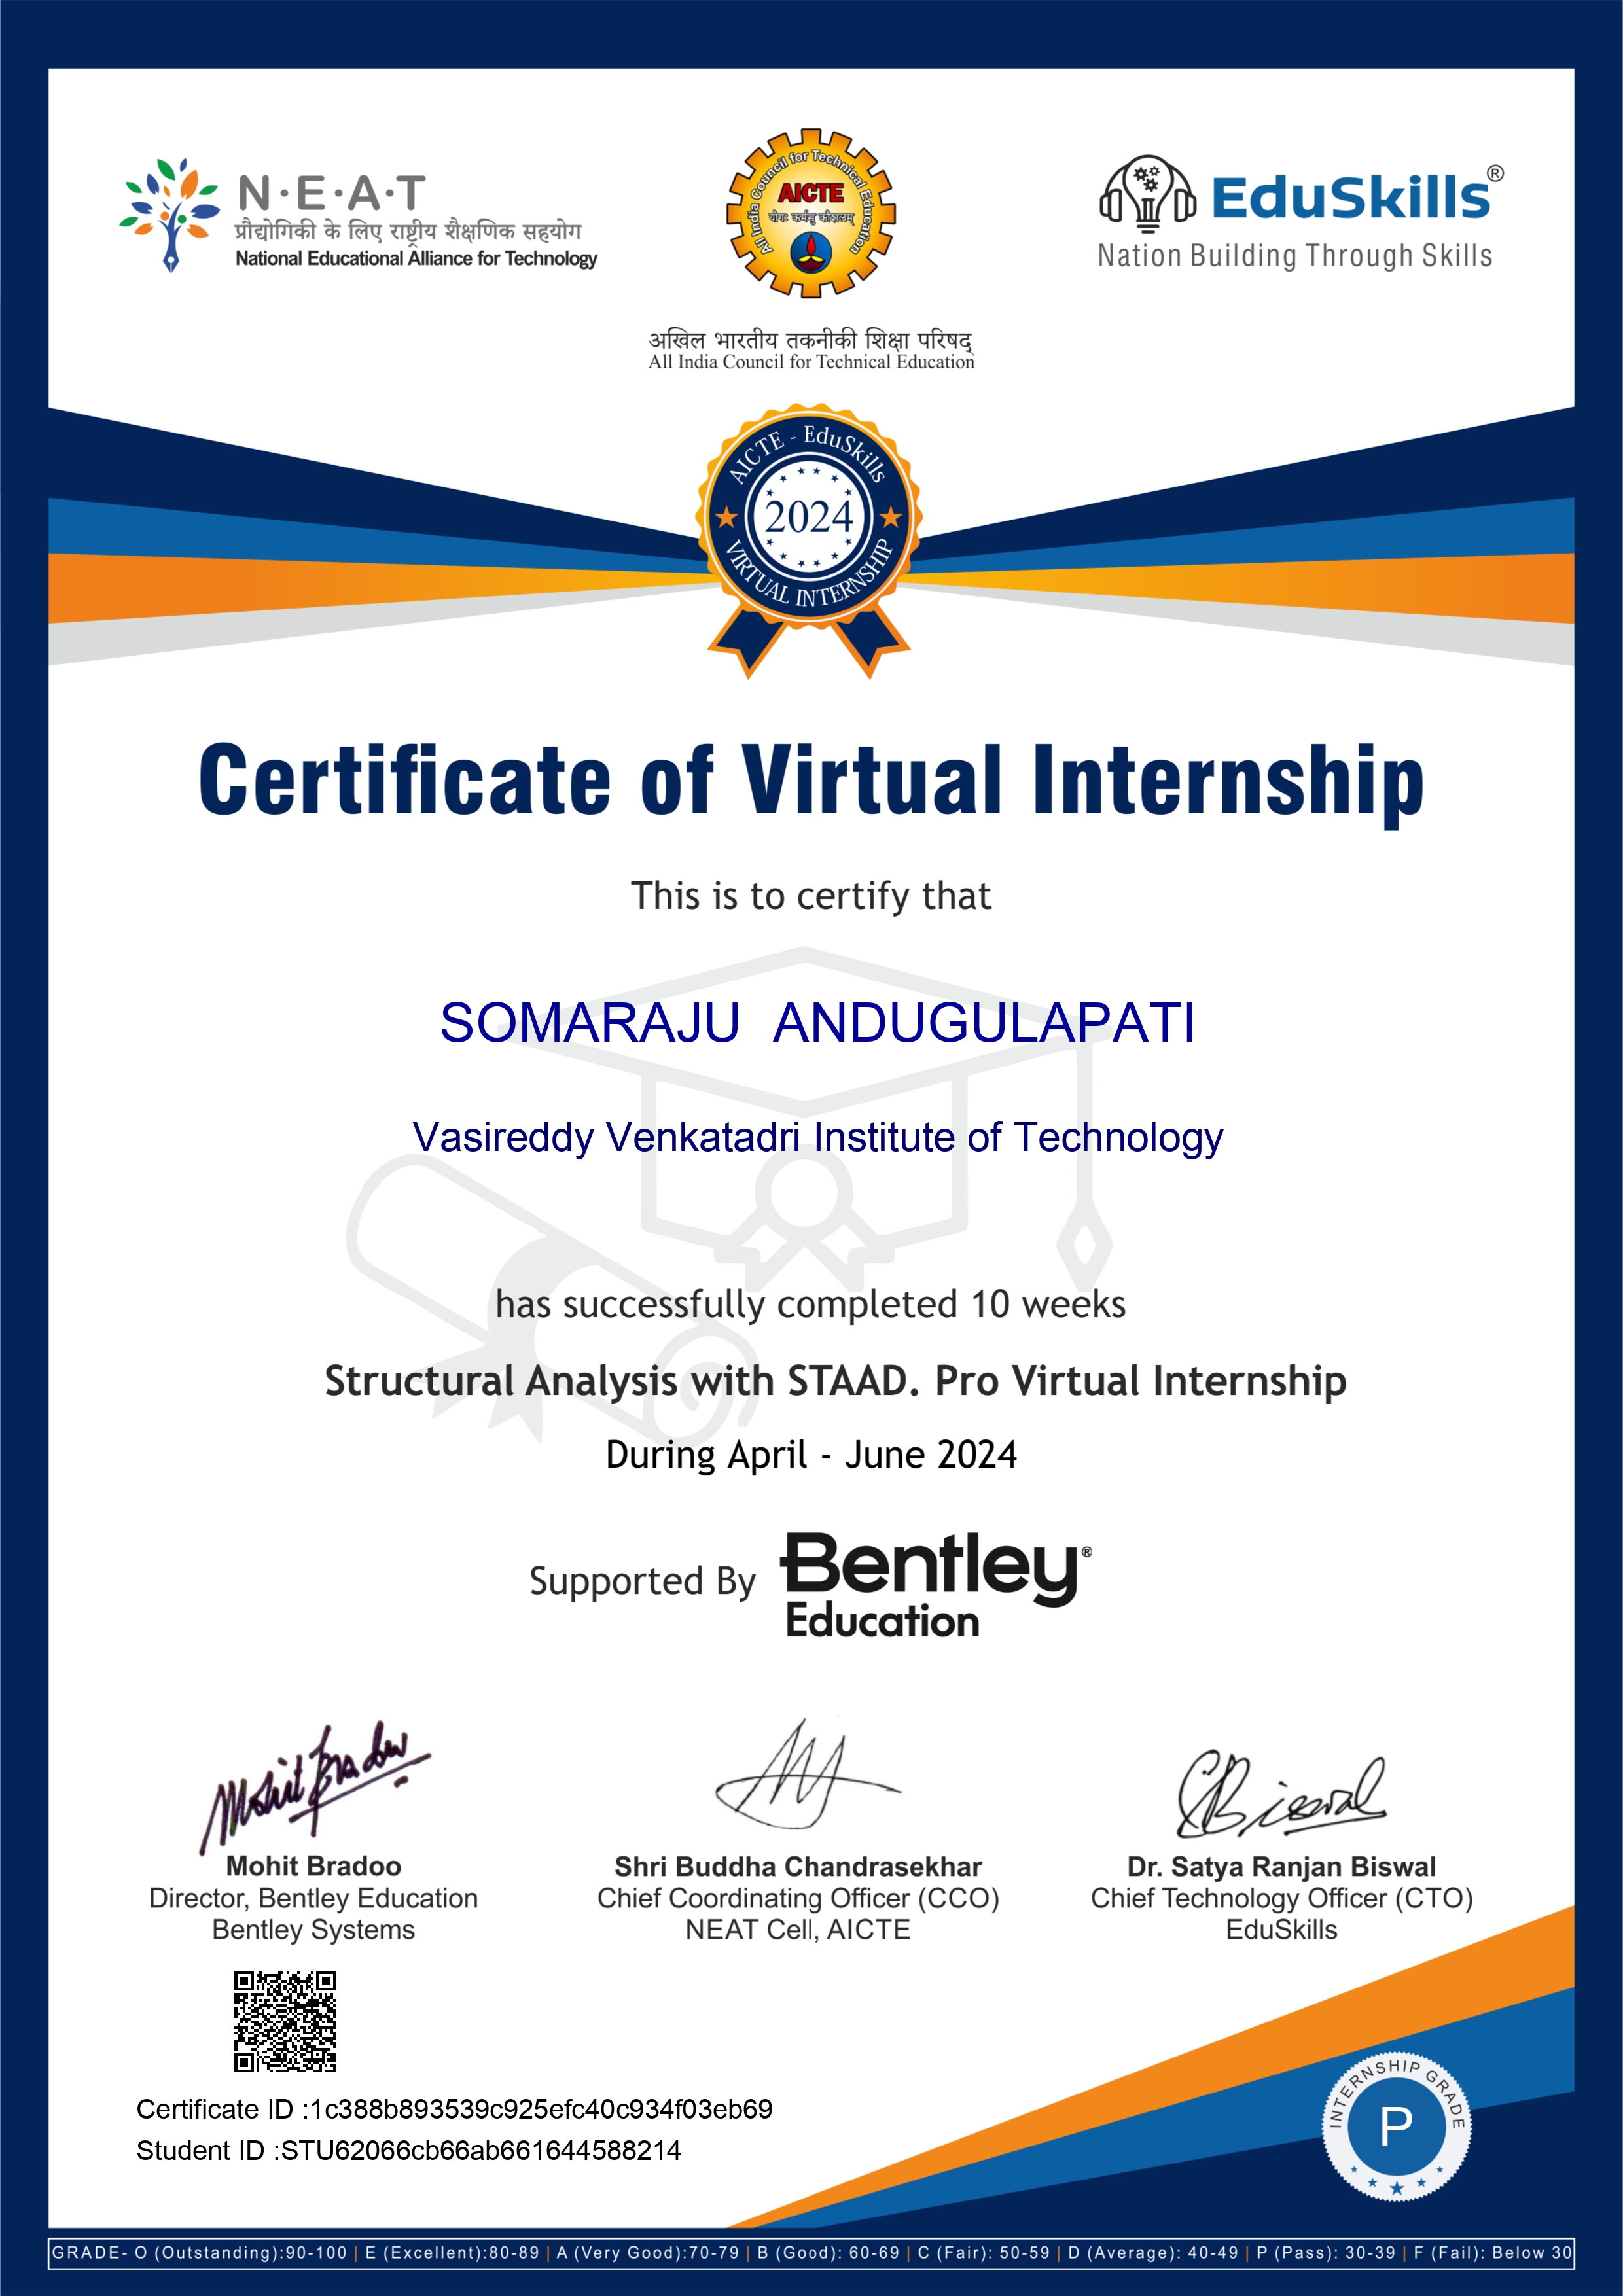 N·E·A·T
प्रौद्योगिकी के लिए राष्ट्रीय शैक्षणिक सहयोग
National Educational Alliance for Technology
All India Council for Technical Education
AICTE
योगः कर्मसु कौशलम्
अखिल भारतीय तकनीकी शिक्षा परिषद्
All India Council for Technical Education
EduSkills®
Nation Building Through Skills
AICTE - EduSkills
2024
VIRTUAL INTERNSHIP
Certificate of Virtual Internship
This is to certify that
SOMARAJU ANDUGULAPATI
Vasireddy Venkatadri Institute of Technology
has successfully completed 10 weeks
Structural Analysis with STAAD. Pro Virtual Internship
During April - June 2024
Supported By
Bentley®
Education
Mohit Bradoo
Biswal
Mohit Bradoo
Director, Bentley Education
Bentley Systems
Shri Buddha Chandrasekhar
Chief Coordinating Officer (CCO)
NEAT Cell, AICTE
Dr. Satya Ranjan Biswal
Chief Technology Officer (CTO)
EduSkills
Certificate ID :1c388b893539c925efc40c934f03eb69
Student ID :STU62066cb66ab661644588214
INTERNSHIP GRADE
P
GRADE- O (Outstanding):90-100 | E (Excellent):80-89 | A (Very Good):70-79 | B (Good): 60-69 | C (Fair): 50-59 | D (Average): 40-49 | P (Pass): 30-39 | F (Fail): Below 30